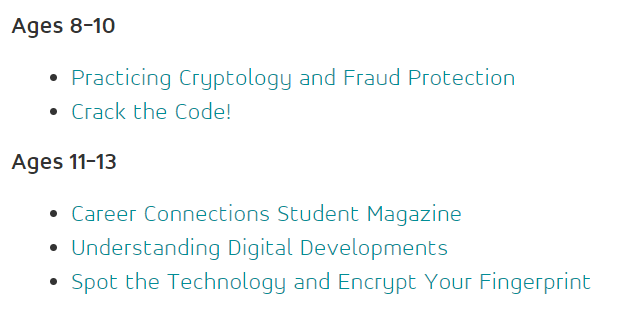 Ages 8-10
Practicing Cryptology and Fraud Protection
Crack the Code!
Ages 11-13
Career Connections Student Magazine
Understanding Digital Developments
Spot the Technology and Encrypt Your Fingerprint